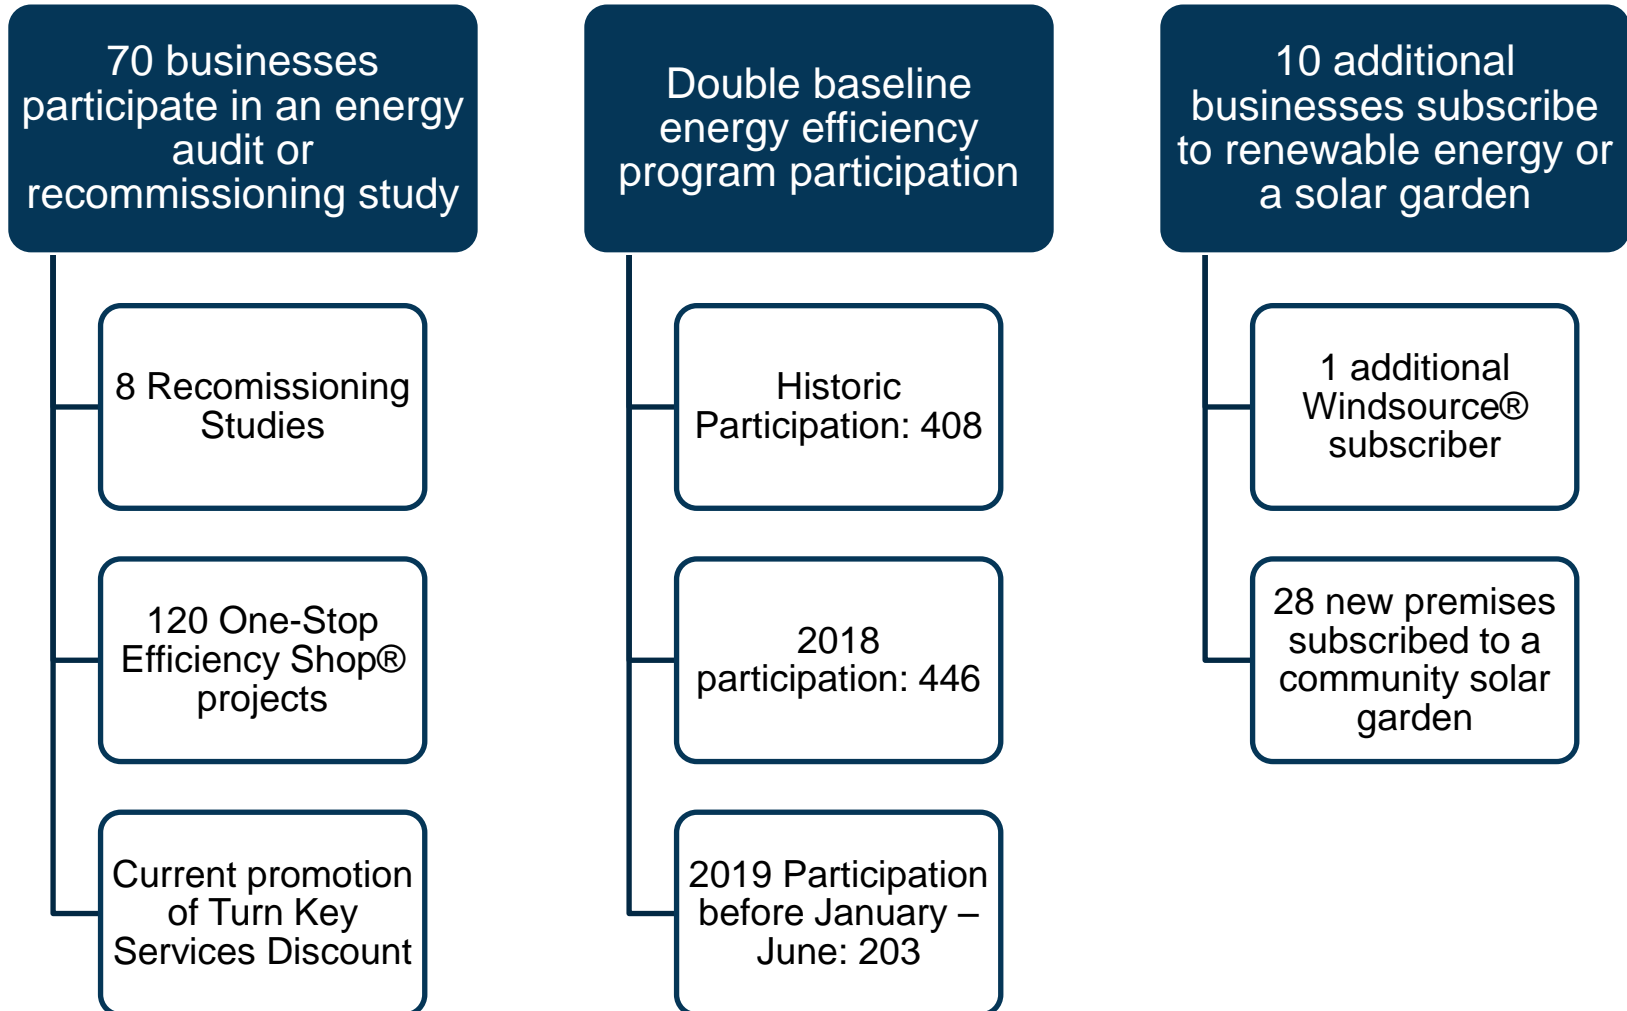 70 businesses
participate in an energy
audit or
recommissioning study
8 Recomissioning
Studies
120 One-Stop
Efficiency Shop®
projects
Current promotion
of Turn Key
Services Discount
Double baseline
energy efficiency
program participation
Historic
Participation: 408
2018
participation: 446
2019 Participation
before January –
June: 203
10 additional
businesses subscribe
to renewable energy or
a solar garden
1 additional
Windsource®
subscriber
28 new premises
subscribed to a
community solar
garden